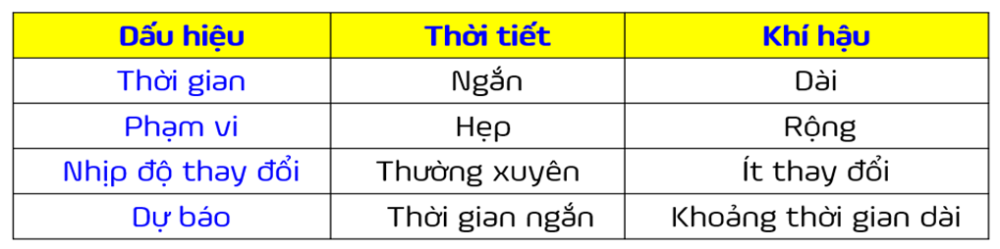 Dấu hiệu Thời tiết Khí hậu
Thời gian Ngắn Dài
Phạm vi Hẹp Rộng
Nhịp độ thay đổi Thường xuyên Ít thay đổi
Dự báo Thời gian ngắn Khoảng thời gian dài